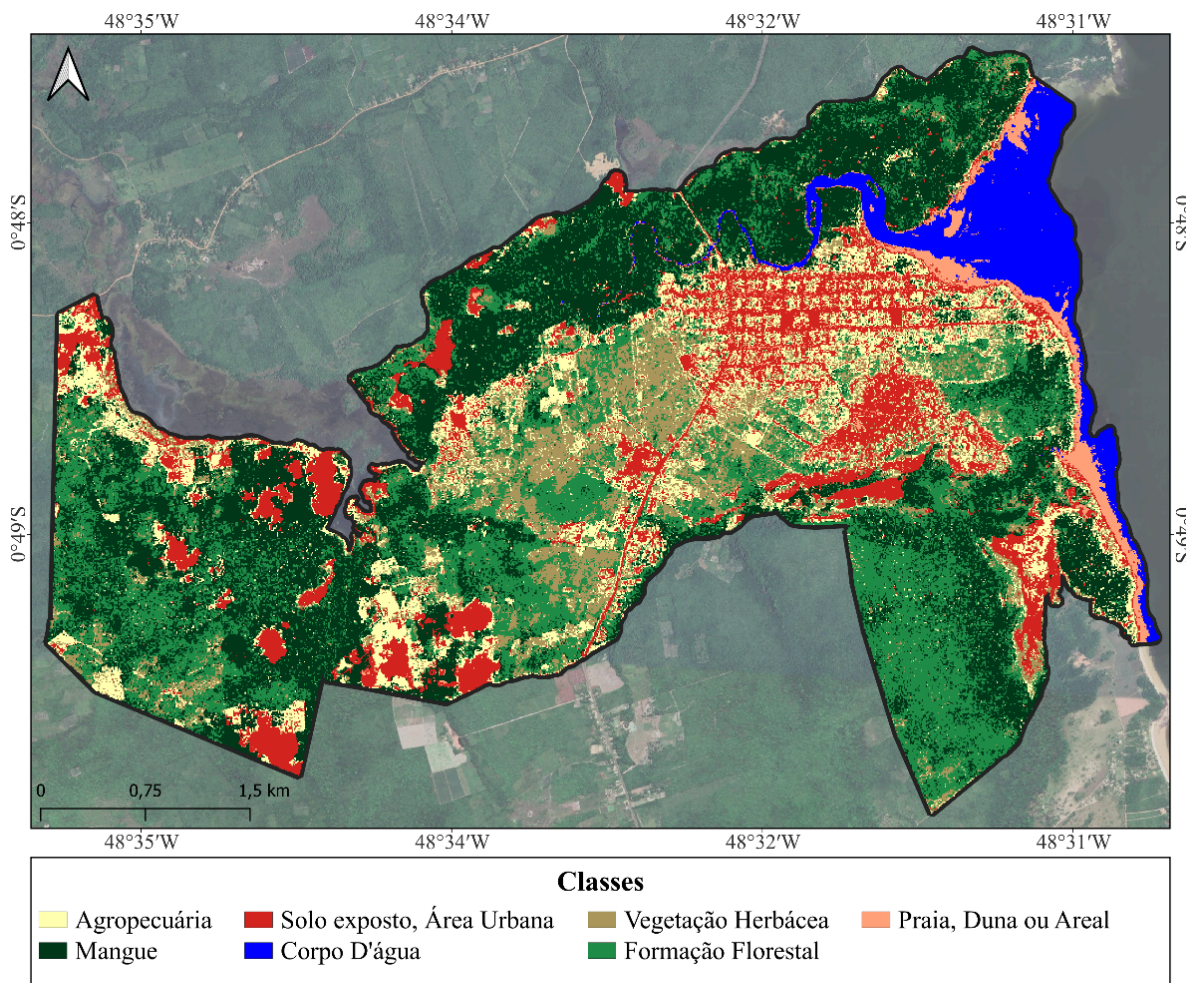 48°35′W 48°34′W 48°32′W 48°31′W
0°48′S 0°48′S
0°49′S 0°49′S
0 0,75 1,5 km
48°35′W 48°34′W 48°32′W 48°31′W
Classes
Agropecuária Solo exposto, Área Urbana Vegetação Herbácea Praia, Duna ou Areal
Mangue Corpo D'água Formação Florestal